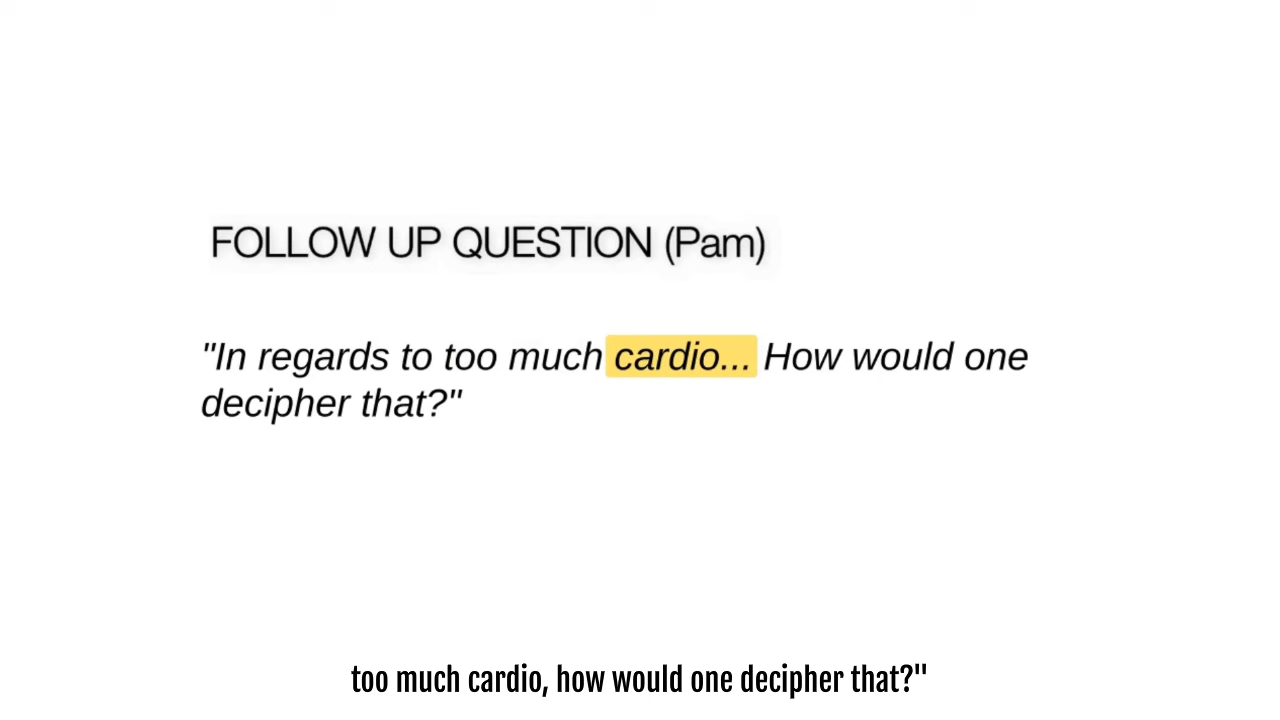 FOLLOW UP QUESTION (Pam)
"In regards to too much cardio... How would one
decipher that?"
too much cardio, how would one decipher that?"